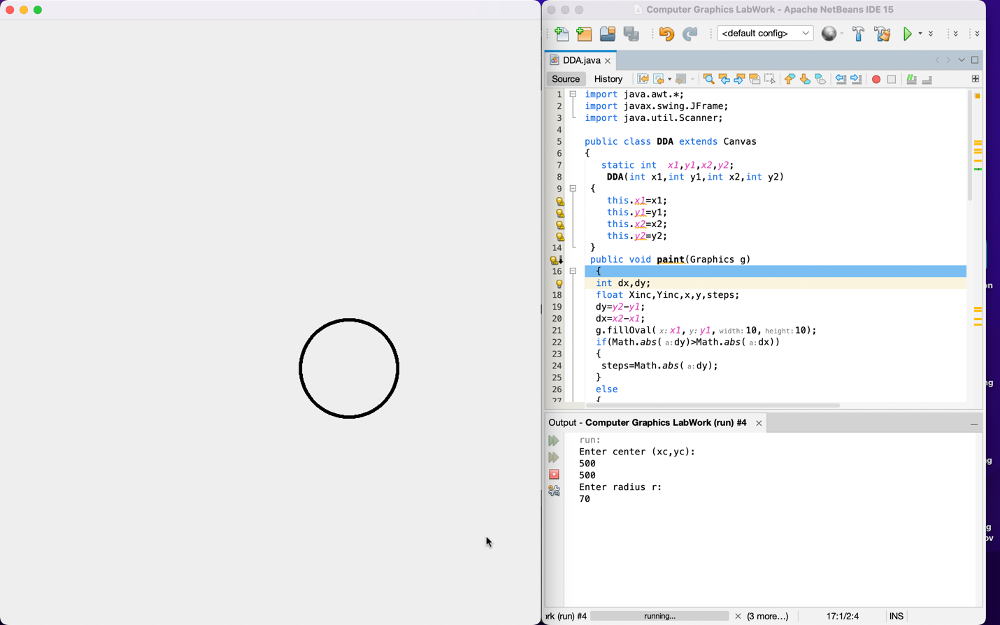 Computer Graphics LabWork - Apache NetBeans IDE 15
<default config>
DDA.java
Source History
1 import java.awt.*;
2 import javax.swing.JFrame;
3 import java.util.Scanner;
4
5 public class DDA extends Canvas
6 {
7 static int x1,y1,x2,y2;
8 DDA(int x1,int y1,int x2,int y2)
9 {
this.x1=x1;
this.y1=y1;
this.x2=x2;
this.y2=y2;
14 }
public void paint(Graphics g)
16 {
int dx,dy;
18 float Xinc,Yinc,x,y,steps;
19 dy=y2-y1;
20 dx=x2-x1;
21 g.fillOval( x: x1, y: y1, width: 10, height: 10);
22 if(Math.abs( a: dy)>Math.abs( a: dx))
23 {
24 steps=Math.abs( a: dy);
25 }
26 else
27 {
Output - Computer Graphics LabWork (run) #4
run:
Enter center (xc,yc):
500
500
Enter radius r:
70
rk (run) #4 running... (3 more...) 17:1/2:4 INS
on
ng
g
g
ov